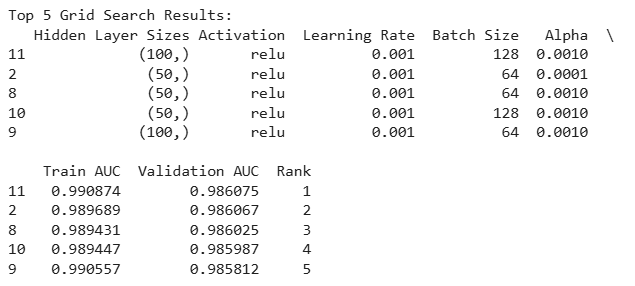 Top 5 Grid Search Results:
Hidden Layer Sizes Activation Learning Rate Batch Size Alpha \
11 (100,) relu 0.001 128 0.0010
2 (50,) relu 0.001 64 0.0001
8 (50,) relu 0.001 64 0.0010
10 (50,) relu 0.001 128 0.0010
9 (100,) relu 0.001 64 0.0010
Train AUC Validation AUC Rank
11 0.990874 0.986075 1
2 0.989689 0.986067 2
8 0.989431 0.986025 3
10 0.989447 0.985987 4
9 0.990557 0.985812 5